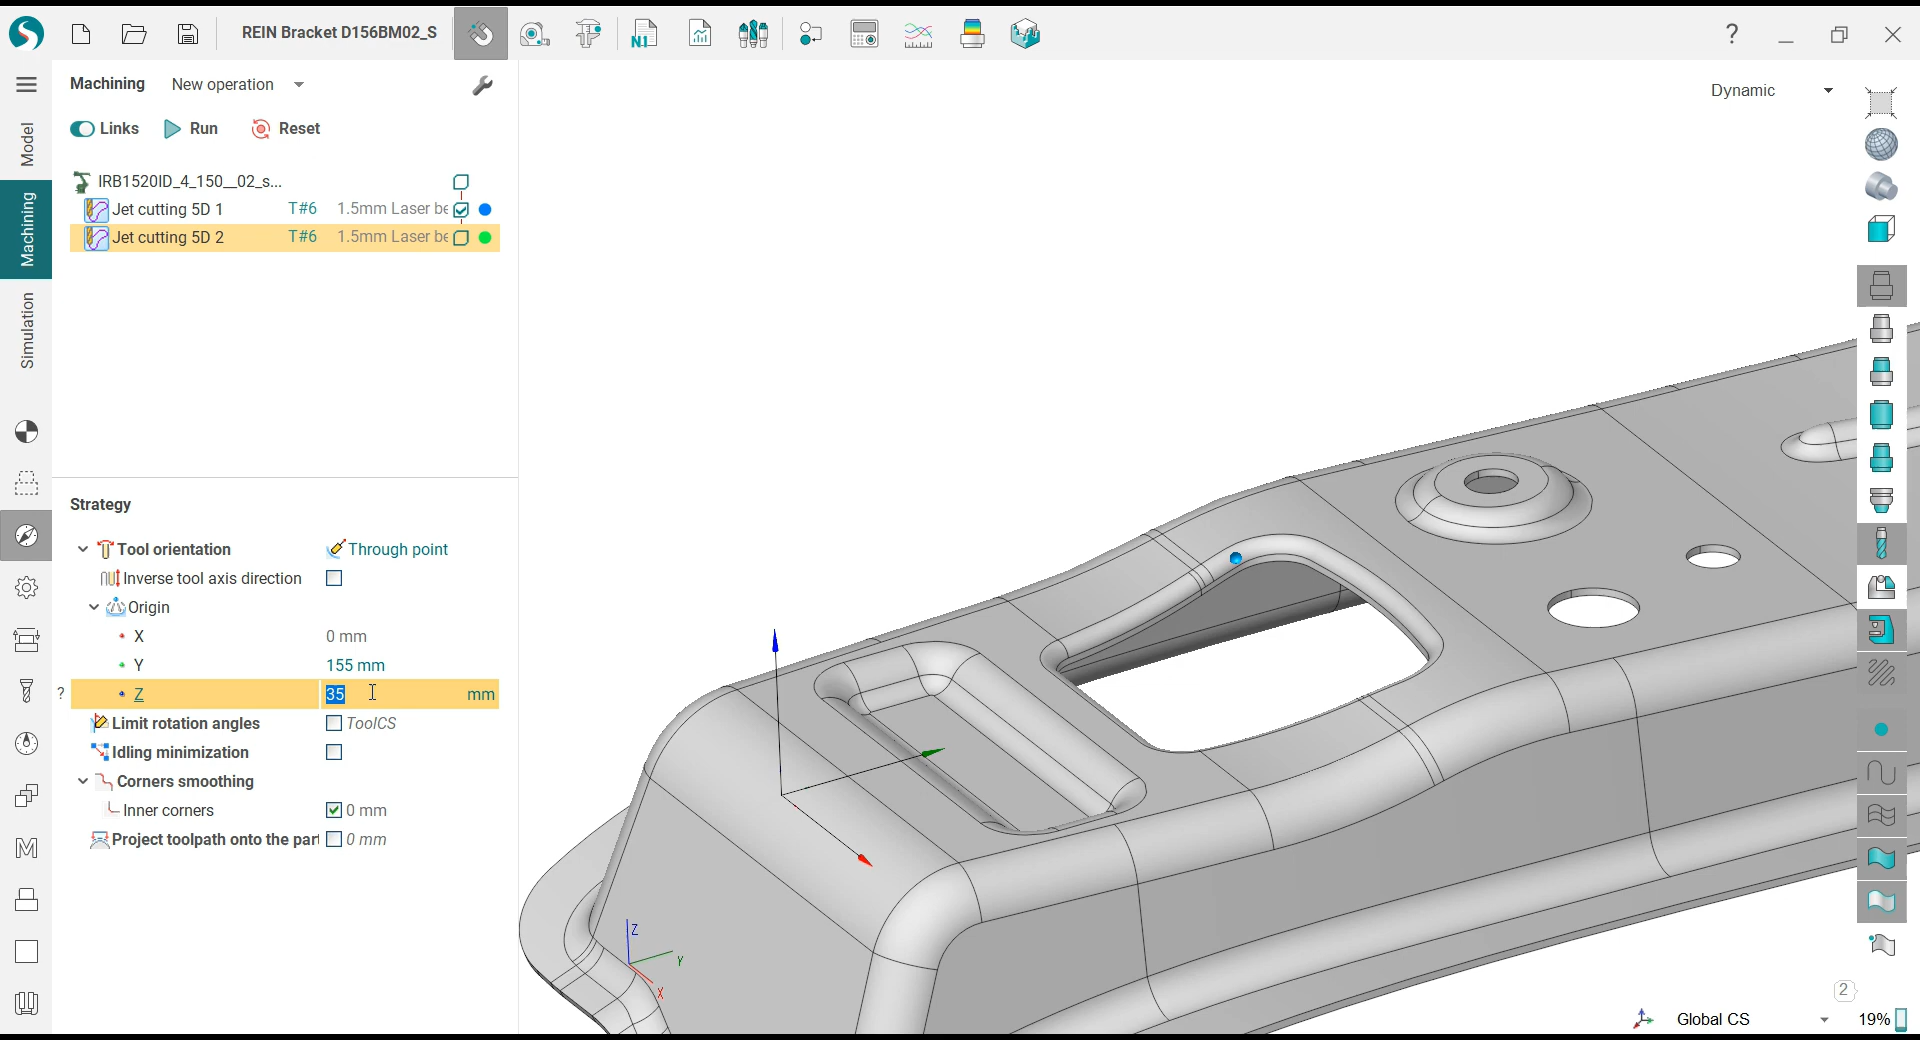 REIN Bracket D156BM02_S
N1
?
Machining New operation
Dynamic
Links Run Reset
Model
Machining
Simulation
IRB1520ID_4_150__02_s...
Jet cutting 5D 1 T#6 1.5mm Laser be
Jet cutting 5D 2 T#6 1.5mm Laser be
Strategy
Tool orientation Through point
Inverse tool axis direction
Origin
X 0 mm
Y 155 mm
? Z 35 mm
Limit rotation angles ToolCS
Idling minimization
Corners smoothing
Inner corners 0 mm
Project toolpath onto the part 0 mm
M
Z
Y
X
2
Global CS 19%